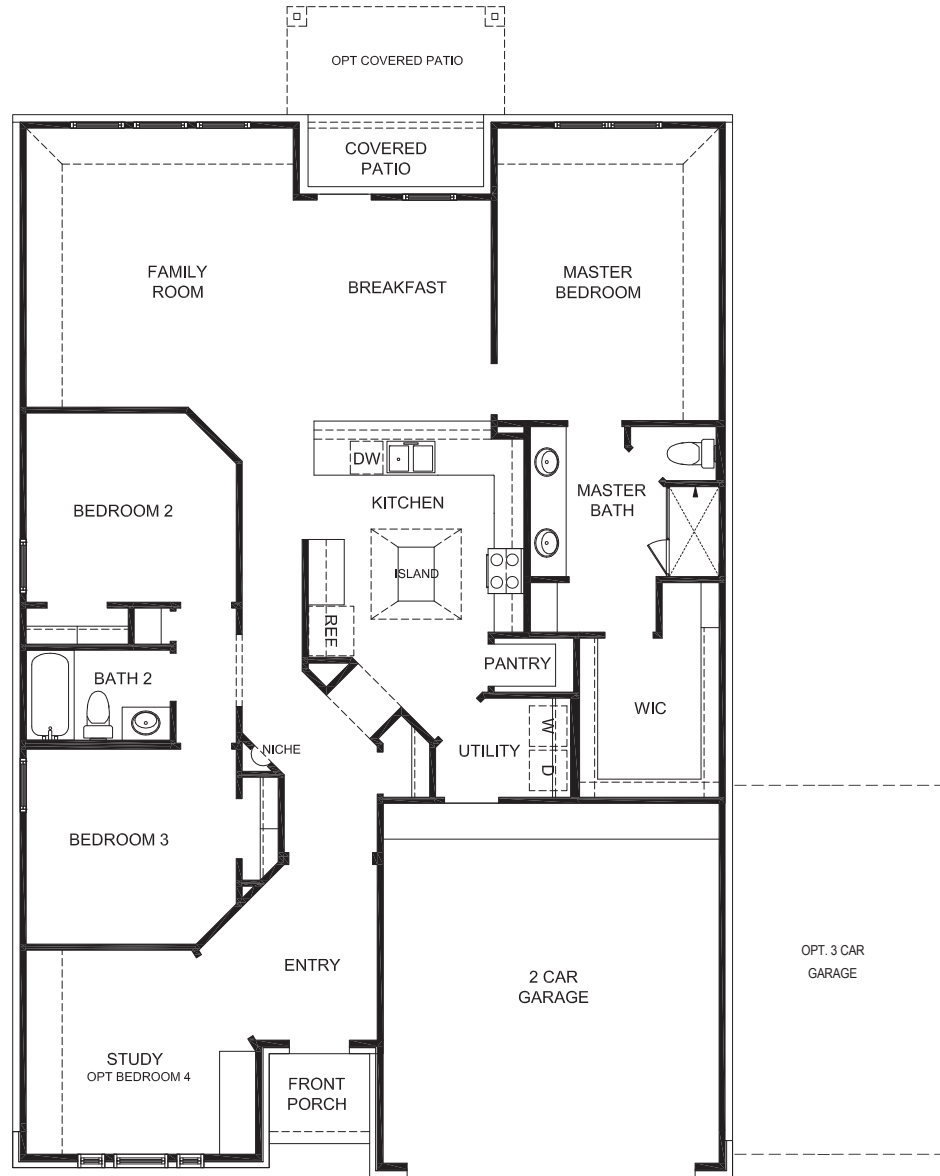 OPT COVERED PATIO
COVERED
PATIO
FAMILY
ROOM
BREAKFAST
MASTER
BEDROOM
DW
BEDROOM 2
KITCHEN
MASTER
BATH
ISLAND
REF
PANTRY
BATH 2
WIC
W
UTILITY
NICHE
D
BEDROOM 3
ENTRY
2 CAR
GARAGE
OPT. 3 CAR
GARAGE
STUDY
OPT BEDROOM 4
FRONT
PORCH